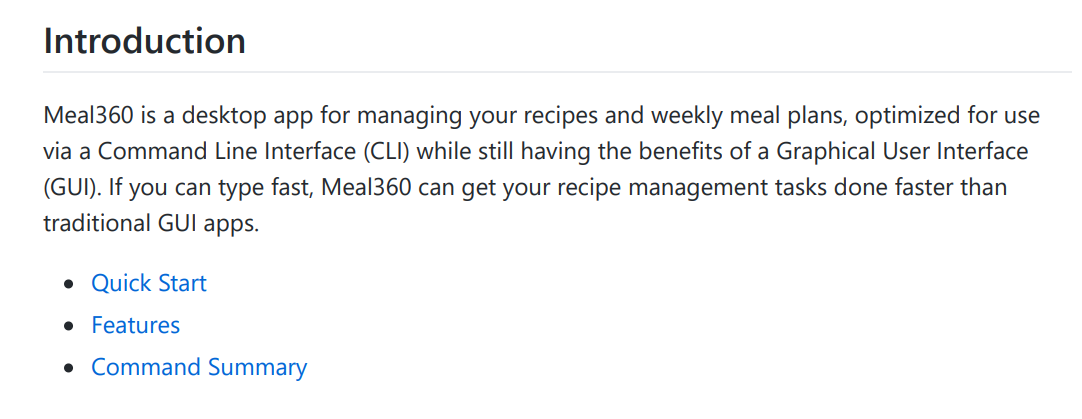 Introduction
Meal360 is a desktop app for managing your recipes and weekly meal plans, optimized for use
via a Command Line Interface (CLI) while still having the benefits of a Graphical User Interface
(GUI). If you can type fast, Meal360 can get your recipe management tasks done faster than
traditional GUI apps.
Quick Start
Features
Command Summary